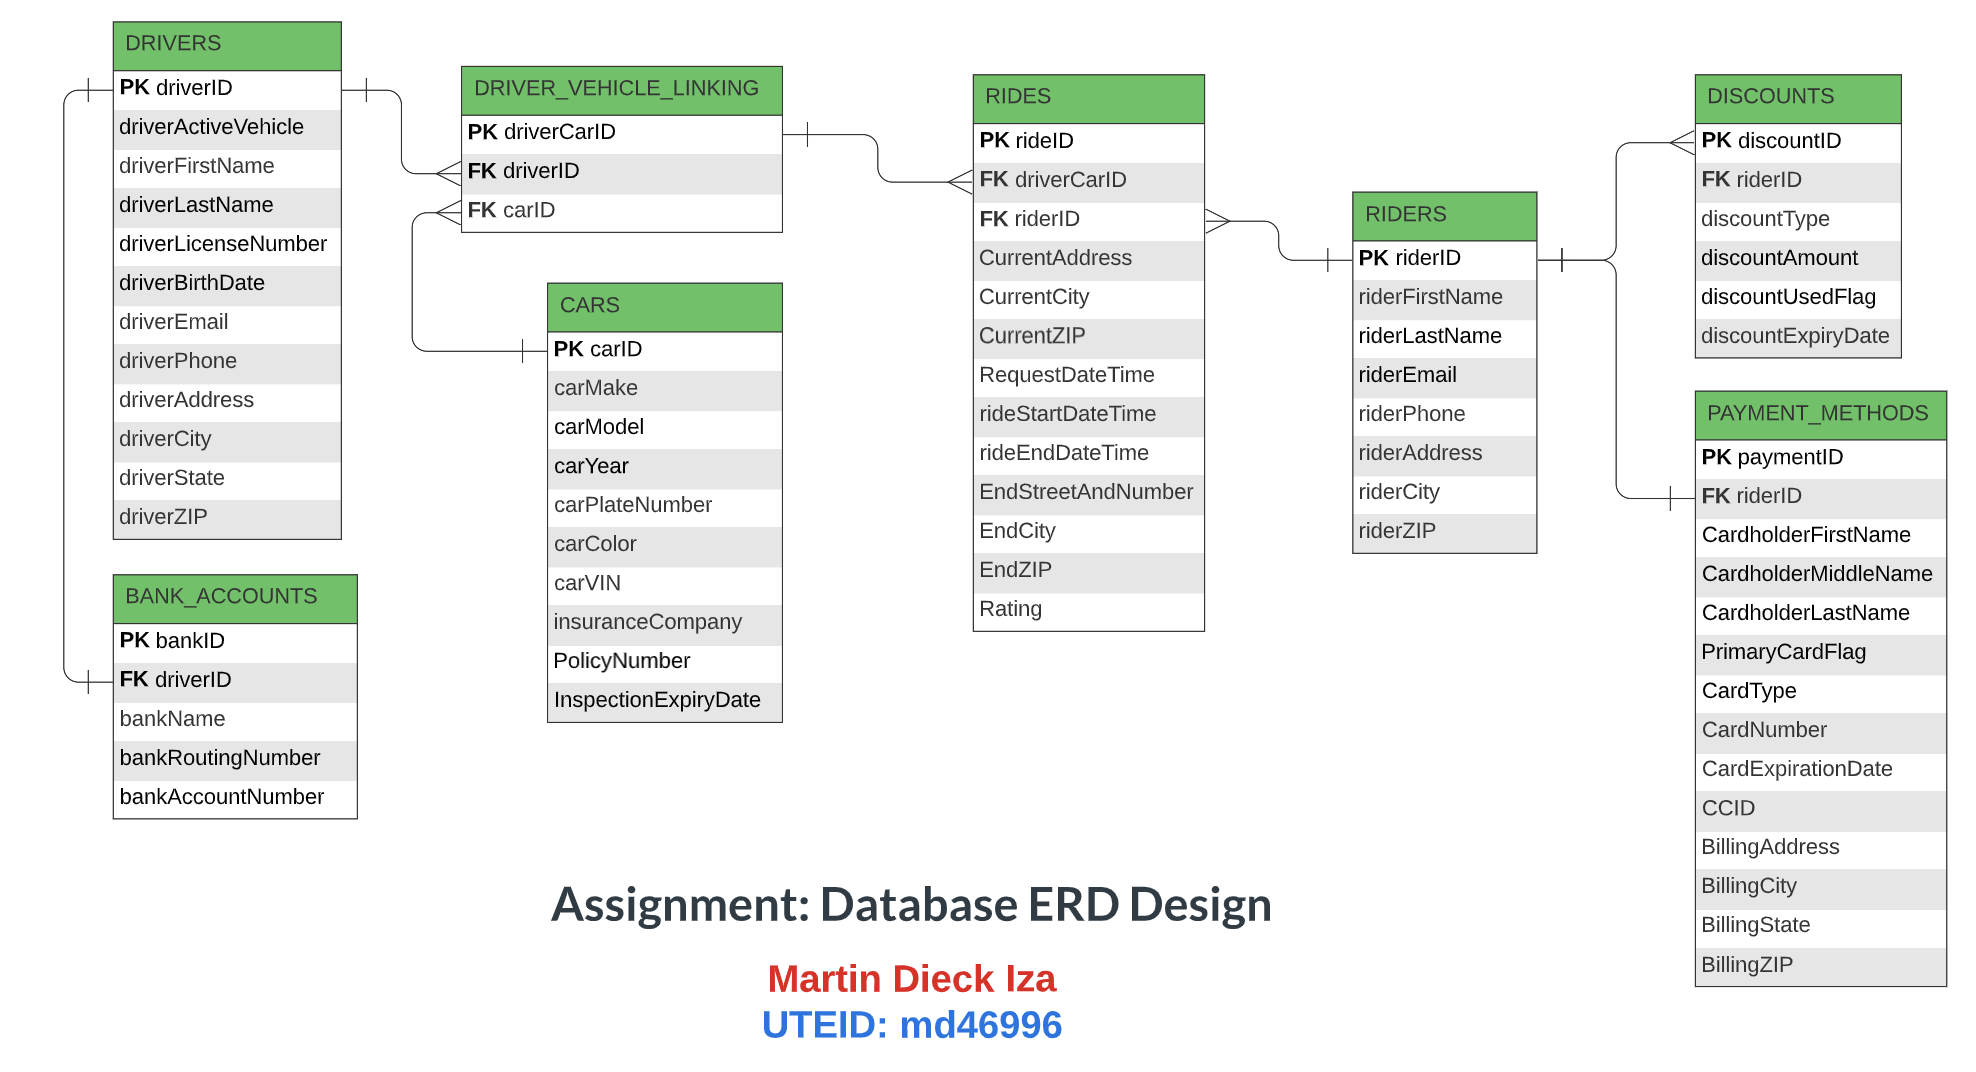 DRIVERS
PK driverID
driverActiveVehicle
driverFirstName
driverLastName
driverLicenseNumber
driverBirthDate
driverEmail
driverPhone
driverAddress
driverCity
driverState
driverZIP
BANK_ACCOUNTS
PK bankID
FK driverID
bankName
bankRoutingNumber
bankAccountNumber
DRIVER_VEHICLE_LINKING
PK driverCarID
FK driverID
FK carID
CARS
PK carID
carMake
carModel
carYear
carPlateNumber
carColor
carVIN
insuranceCompany
PolicyNumber
InspectionExpiryDate
RIDES
PK rideID
FK driverCarID
FK riderID
CurrentAddress
CurrentCity
CurrentZIP
RequestDateTime
rideStartDateTime
rideEndDateTime
EndStreetAndNumber
EndCity
EndZIP
Rating
RIDERS
PK riderID
riderFirstName
riderLastName
riderEmail
riderPhone
riderAddress
riderCity
riderZIP
DISCOUNTS
PK discountID
FK riderID
discountType
discountAmount
discountUsedFlag
discountExpiryDate
PAYMENT_METHODS
PK paymentID
FK riderID
CardholderFirstName
CardholderMiddleName
CardholderLastName
PrimaryCardFlag
CardType
CardNumber
CardExpirationDate
CCID
BillingAddress
BillingCity
BillingState
BillingZIP
Assignment: Database ERD Design
Martin Dieck Iza
UTEID: md46996